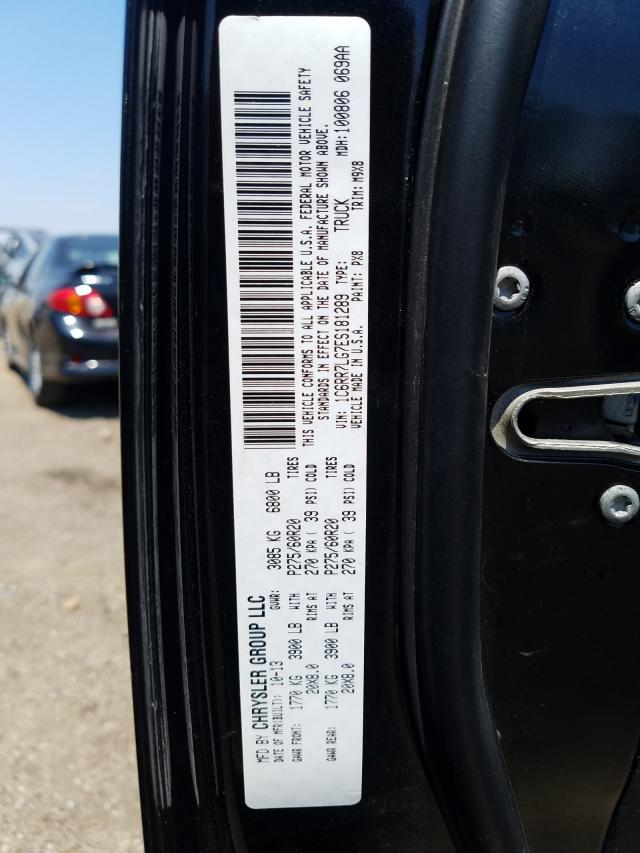 MFD BY CHRYSLER GROUP LLC
DATE OF MFR(BUILT): 10-13 GVWR: 3085 KG 6800 LB
GAWR FRONT: 1770 KG 3900 LB WITH P275/60R20 TIRES
20X8.0 RIMS AT 270 KPA ( 39 PSI) COLD
GAWR REAR: 1770 KG 3900 LB WITH P275/60R20 TIRES
20X8.0 RIMS AT 270 KPA ( 39 PSI) COLD
THIS VEHICLE CONFORMS TO ALL APPLICABLE U.S.A. FEDERAL MOTOR VEHICLE SAFETY
STANDARDS IN EFFECT ON THE DATE OF MANUFACTURE SHOWN ABOVE.
VIN: 1C6RR7LG7ES181289 TYPE: TRUCK MDH:100806 069AA
VEHICLE MADE IN U.S.A. PAINT: PX8 TRIM: M9X8